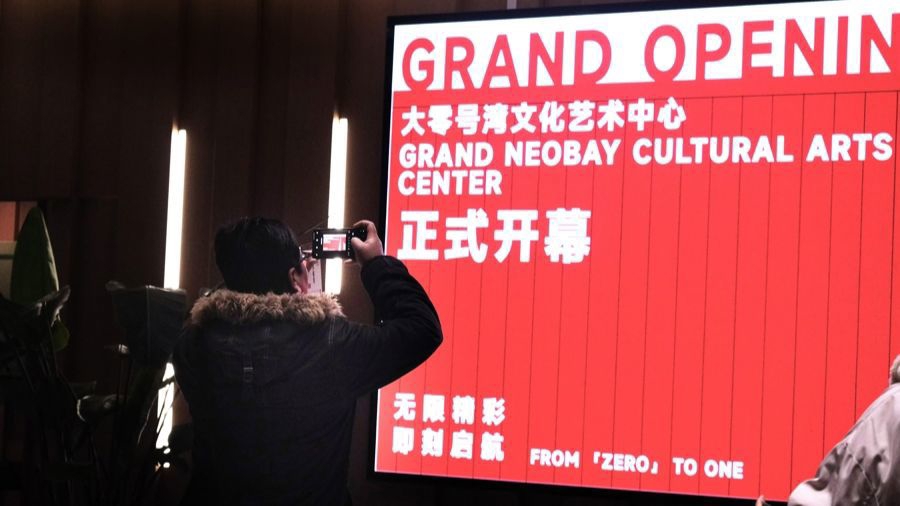 GRAND OPENIN
大零号湾文化艺术中心
GRAND NEOBAY CULTURAL ARTS
CENTER
正式开幕
无限精彩
即刻启航
FROM「ZERO」TO ONE